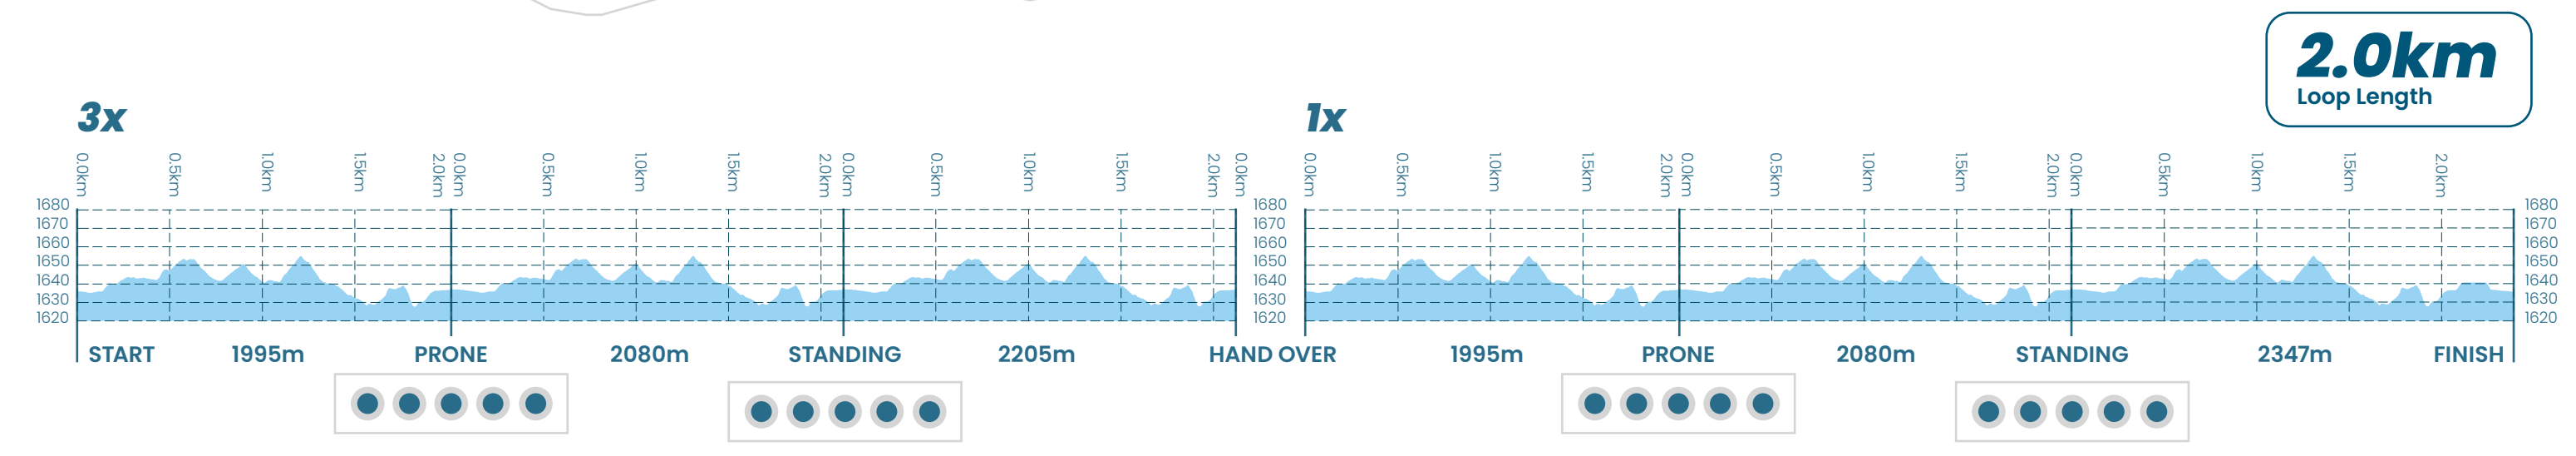 2.0km
Loop Length
3x
1x
0.0km 0.5km 1.0km 1.5km 2.0km 0.0km 0.5km 1.0km 1.5km 2.0km 0.0km 0.5km 1.0km 1.5km 2.0km 0.0km 0.0km 0.5km 1.0km 1.5km 2.0km 0.0km 0.5km 1.0km 1.5km 2.0km 0.0km 0.5km 1.0km 1.5km 2.0km
1680 1680 1680
1670 1670 1670
1660 1660 1660
1650 1650 1650
1640 1640 1640
1630 1630 1630
1620 1620 1620
START 1995m PRONE 2080m STANDING 2205m HAND OVER 1995m PRONE 2080m STANDING 2347m FINISH